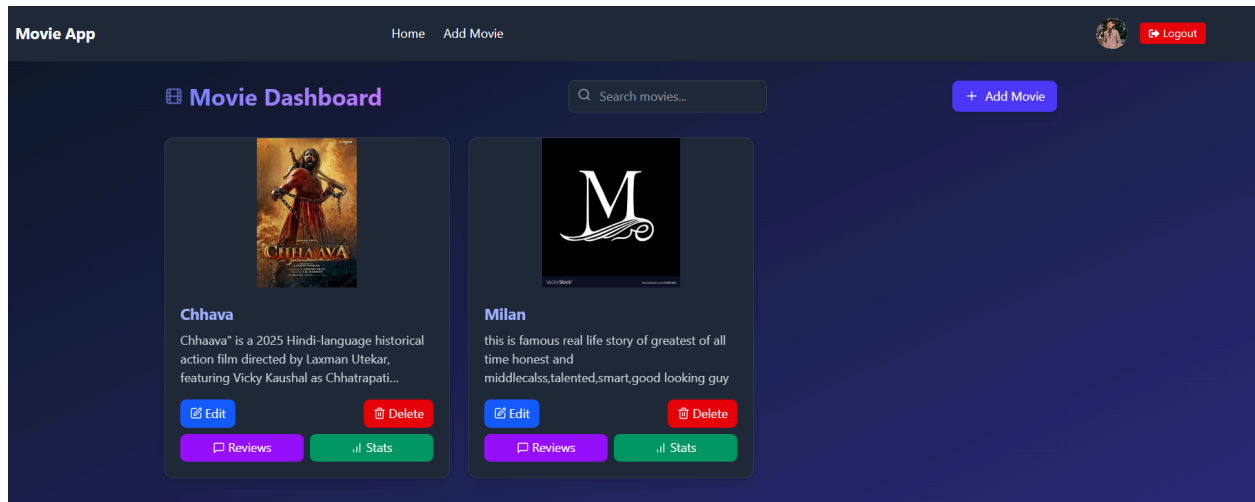 Movie App
Home
Add Movie
Logout
Movie Dashboard
Search movies...
+ Add Movie
CHHAAVA
M
VectorStock
Chhava
Chhaava" is a 2025 Hindi-language historical
action film directed by Laxman Utekar,
featuring Vicky Kaushal as Chhatrapati...
Edit
Delete
Reviews
Stats
Milan
this is famous real life story of greatest of all
time honest and
middlecalss,talented,smart,good looking guy
Edit
Delete
Reviews
Stats